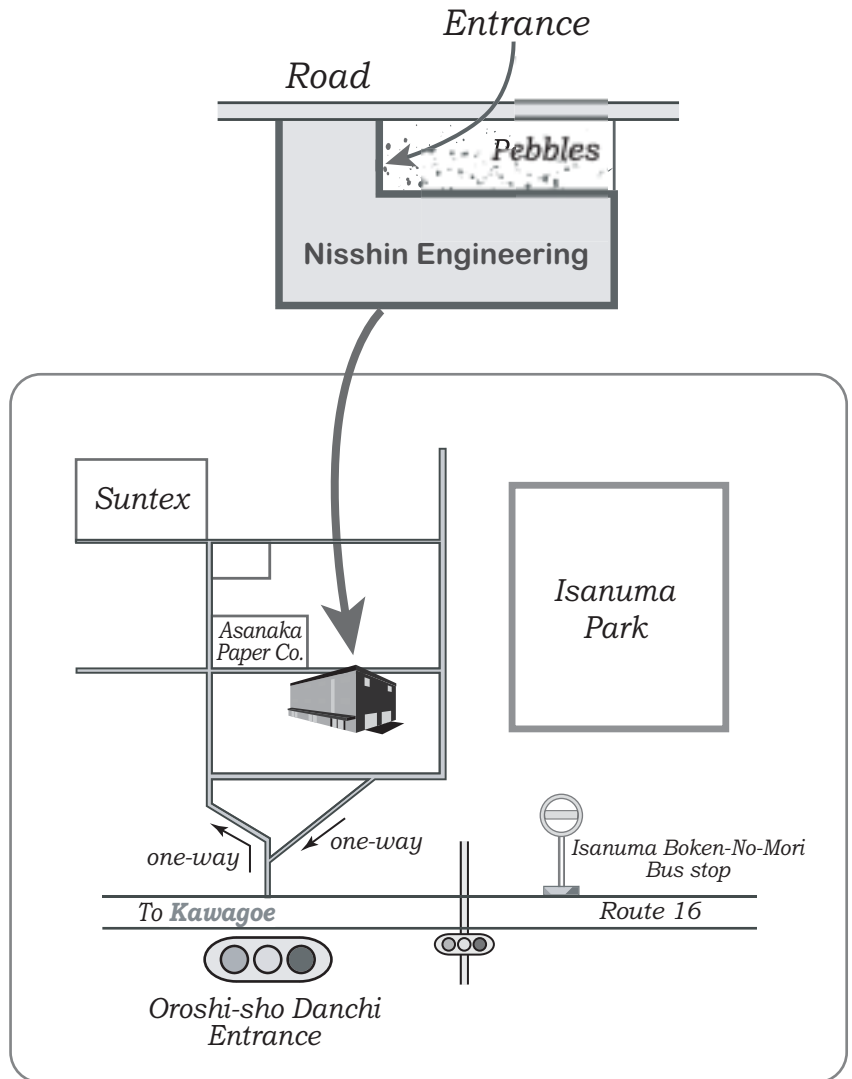 Entrance
Road
Pebbles
Nisshin Engineering
Suntex
Isanuma
Park
Asanaka
Paper Co.
one-way
one-way
Isanuma Boken-No-Mori
Bus stop
To Kawagoe
Route 16
Oroshi-sho Danchi
Entrance